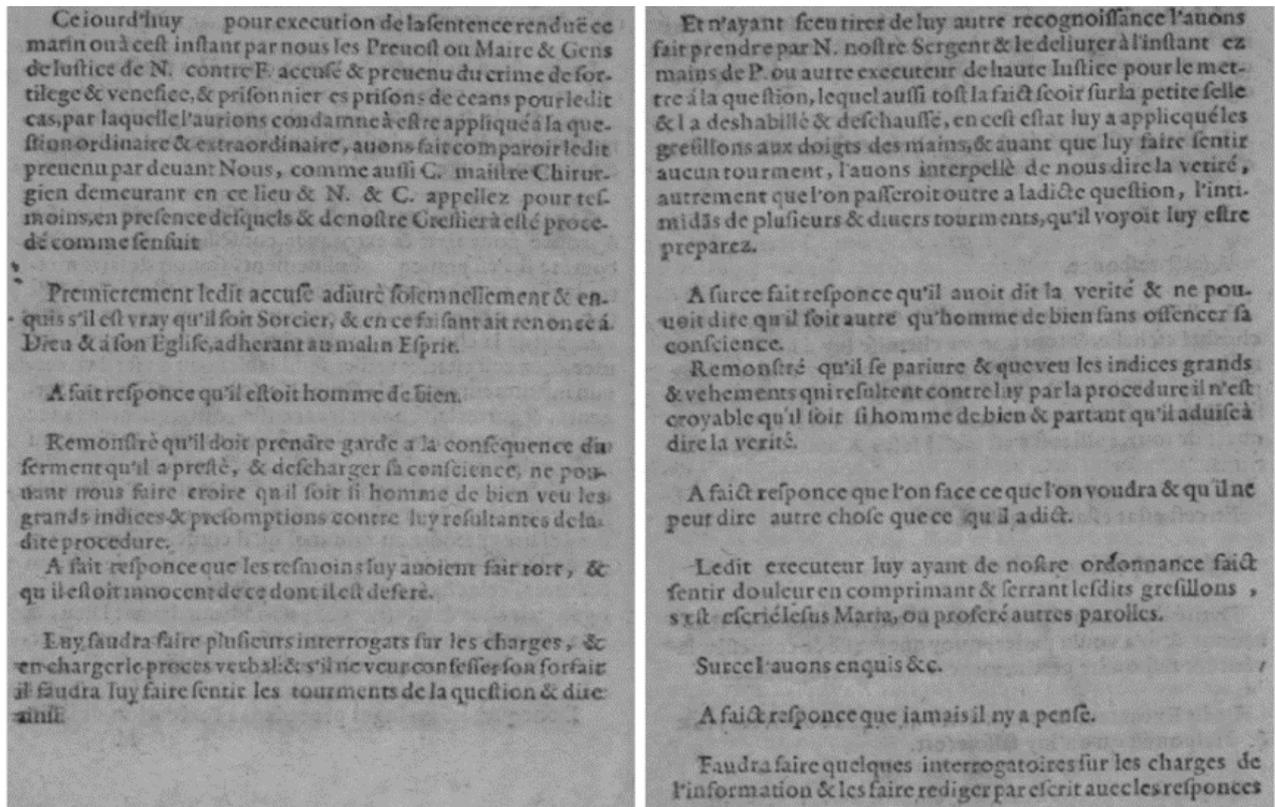 Ce iourd'huy pour execution de la sentence renduë ce
matin ou à cest instant par nous les Preuost ou Maire & Gens
de Iustice de N. contre F. accusé & preuenu du crime de sor-
tilege & venefice, & prisonnier es prisons de ceans pour ledit
cas, par laquelle l'aurions condamné à estre appliqué à la que-
stion ordinaire & extraordinaire, auons fait comparoir ledit
preuenu par deuant Nous, comme aussi C. maistre Chirur-
gien demeurant en ce lieu & N. & C. appellez pour tes-
moins, en presence desquels & de nostre Greffier à esté proce-
dé comme sensuit
Premierement ledit accusé adiurè solemnellement & en-
quis s'il est vray qu'il soit Sorcier, & en ce faisant ait renoncé á
Dieu & á son Eglise, adherant au malin Esprit.
A fait responce qu'il estoit homme de bien.
Remonstrè qu'il doit prendre garde a la consequence du
serment qu'il a presté, & descharger sa conscience, ne pou-
uant nous faire croire qu'il soit si homme de bien veu les
grands indices & presomptions contre luy resultantes de la-
dite procedure.
A fait responce que les tesmoins luy auoient fait tort, &
qu il estoit innocent de ce dont il est deferè.
Luy faudra faire plusieurs interrogats sur les charges, &
en charger le proces verbal: & s'il ne veut confesser son forfait
il faudra luy faire sentir les tourments de la question & dire
ainsi
Et n'ayant sceu tirer de luy autre recognoissance l'auons
fait prendre par N. nostre Sergent & le deliurer à l'instant ez
mains de P. ou autre executeur de haute Iustice pour le met-
tre á la question, lequel aussi tost la faict seoir sur la petite selle
& l a deshabillé & deschaussé, en cest estat luy a applicqué les
gresillons aux doigts des mains, & auant que luy faire sentir
aucun tourment, l'auons interpellè de nous dire la verité,
autrement que l'on passeroit outre a ladicte question, l'inti-
midãs de plusieurs & diuers tourments, qu'il voyoit luy estre
preparez.
A surce fait responce qu'il auoit dit la verité & ne pou-
uoit dite qu il soit autre qu'homme de bien sans offencer sa
conscience.
Remonstré qu'il se pariure & que veu les indices grands
& vehements qui resultent contre luy par la procedure il n'est
croyable qu'il soit si homme de bien & partant qu'il aduise à
dire la verité.
A faict responce que l'on face ce que l'on voudra & qu'il ne
peut dire autre chose que ce qu il a dict.
Ledit executeur luy ayant de nostre ordonnance faict
sentir douleur en comprimant & serrant lesdits gresillons,
s'est escrié Iesus Maria, ou proferé autres parolles.
Surce l'auons enquis &c.
A faict responce que iamais il ny a pensé.
Faudra faire quelques interrogatoires sur les charges de
l'information & les faire rediger par escrit auec les responces